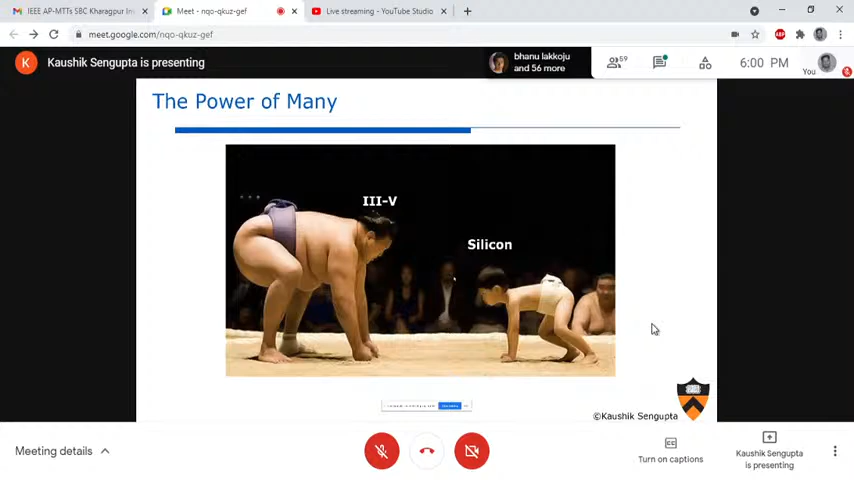 IEEE AP-MTTS SBC Kharagpur Inv
Meet - nqo-qkuz-gef
Live streaming - YouTube Studio
meet.google.com/nqo-qkuz-gef
ABP
K
Kaushik Sengupta is presenting
bhanu lakkoju
and 56 more
59
6:00 PM
You
The Power of Many
III-V
Silicon
©Kaushik Sengupta
Meeting details
Turn on captions
Kaushik Sengupta
is presenting